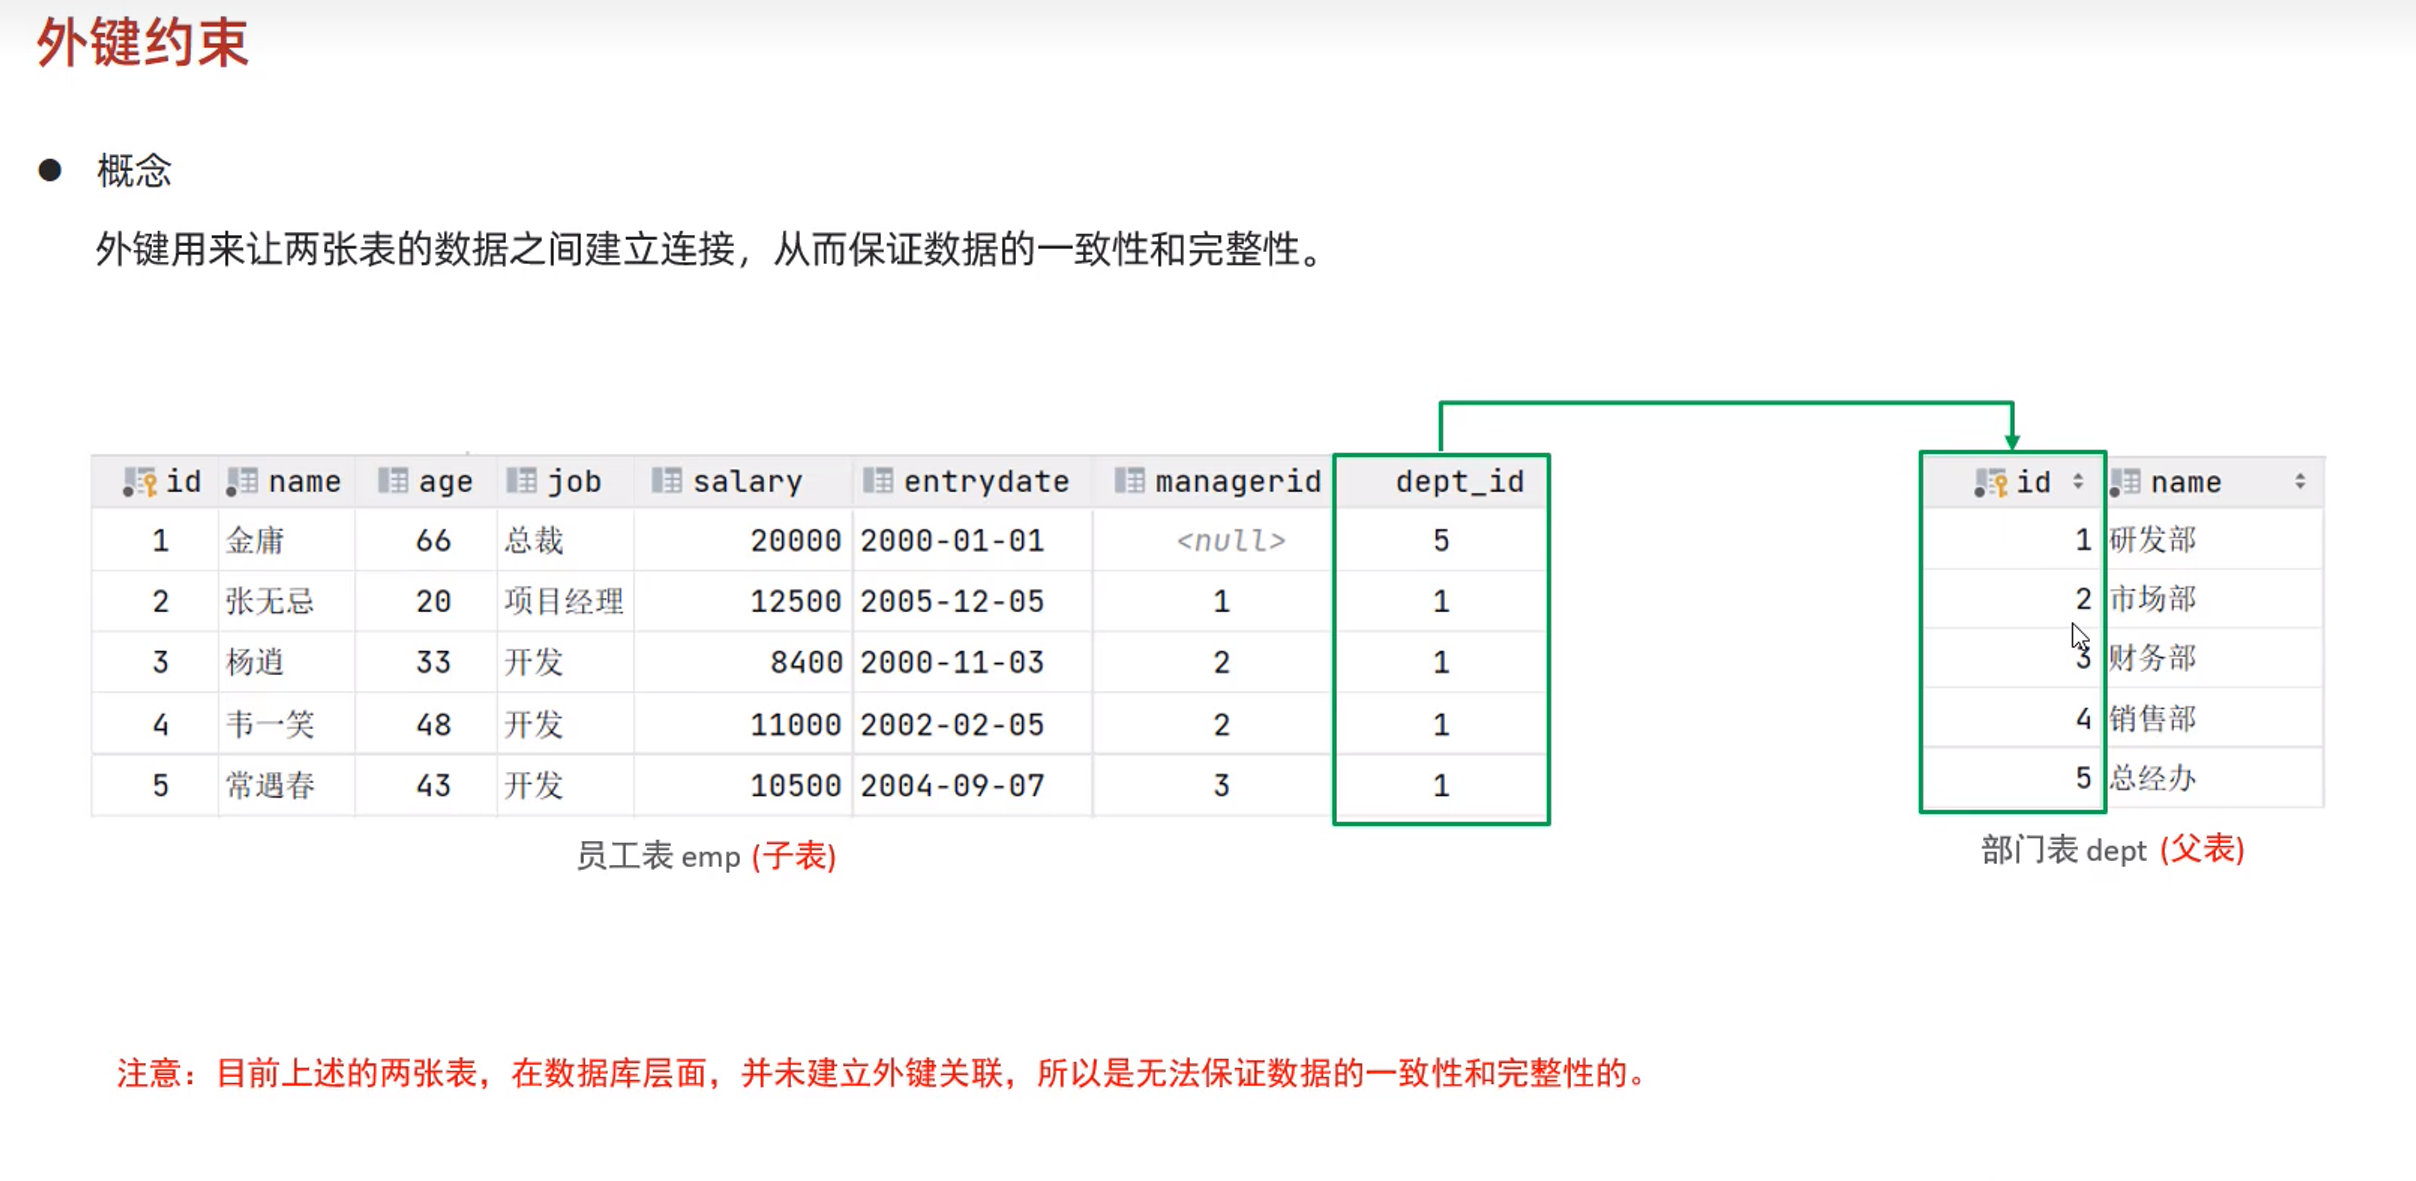 外键约束
● 概念
外键用来让两张表的数据之间建立连接，从而保证数据的一致性和完整性。
id name age job salary entrydate managerid dept_id
1 金庸 66 总裁 20000 2000-01-01 <null> 5
2 张无忌 20 项目经理 12500 2005-12-05 1 1
3 杨逍 33 开发 8400 2000-11-03 2 1
4 韦一笑 48 开发 11000 2002-02-05 2 1
5 常遇春 43 开发 10500 2004-09-07 3 1
员工表 emp (子表)
id name
1 研发部
2 市场部
3 财务部
4 销售部
5 总经办
部门表 dept (父表)
注意：目前上述的两张表，在数据库层面，并未建立外键关联，所以是无法保证数据的一致性和完整性的。